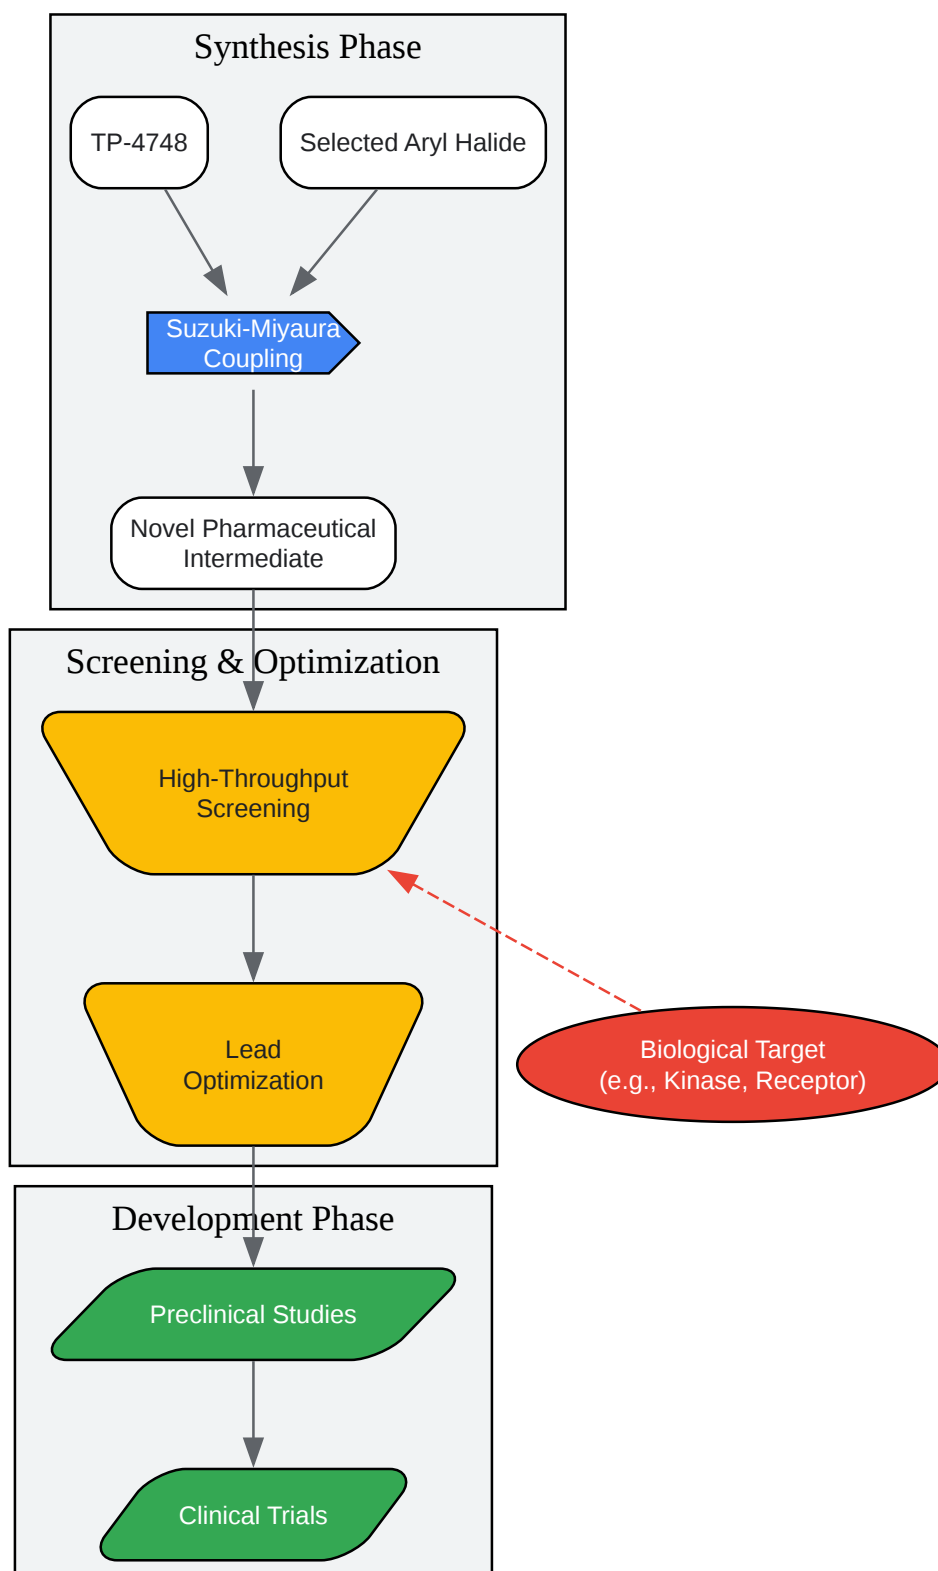 Synthesis Phase
TP-4748
Selected Aryl Halide
Suzuki-Miyaura
Coupling
Novel Pharmaceutical
Intermediate
Screening & Optimization
High-Throughput
Screening
Lead
Optimization
Biological Target
(e.g., Kinase, Receptor)
Development Phase
Preclinical Studies
Clinical Trials